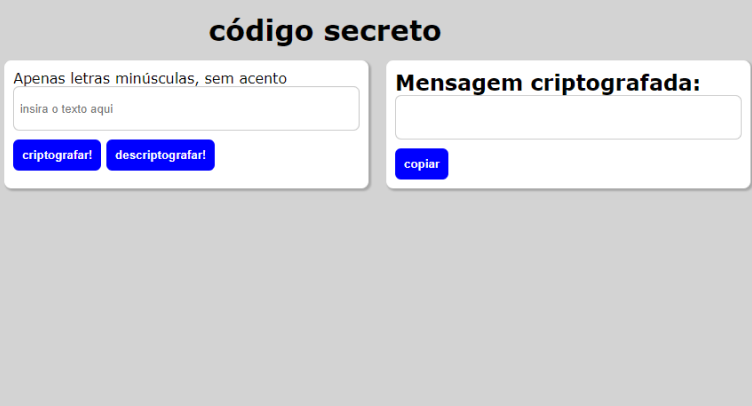 código secreto
Apenas letras minúsculas, sem acento
insira o texto aqui
criptografar! descriptografar!
Mensagem criptografada:
copiar